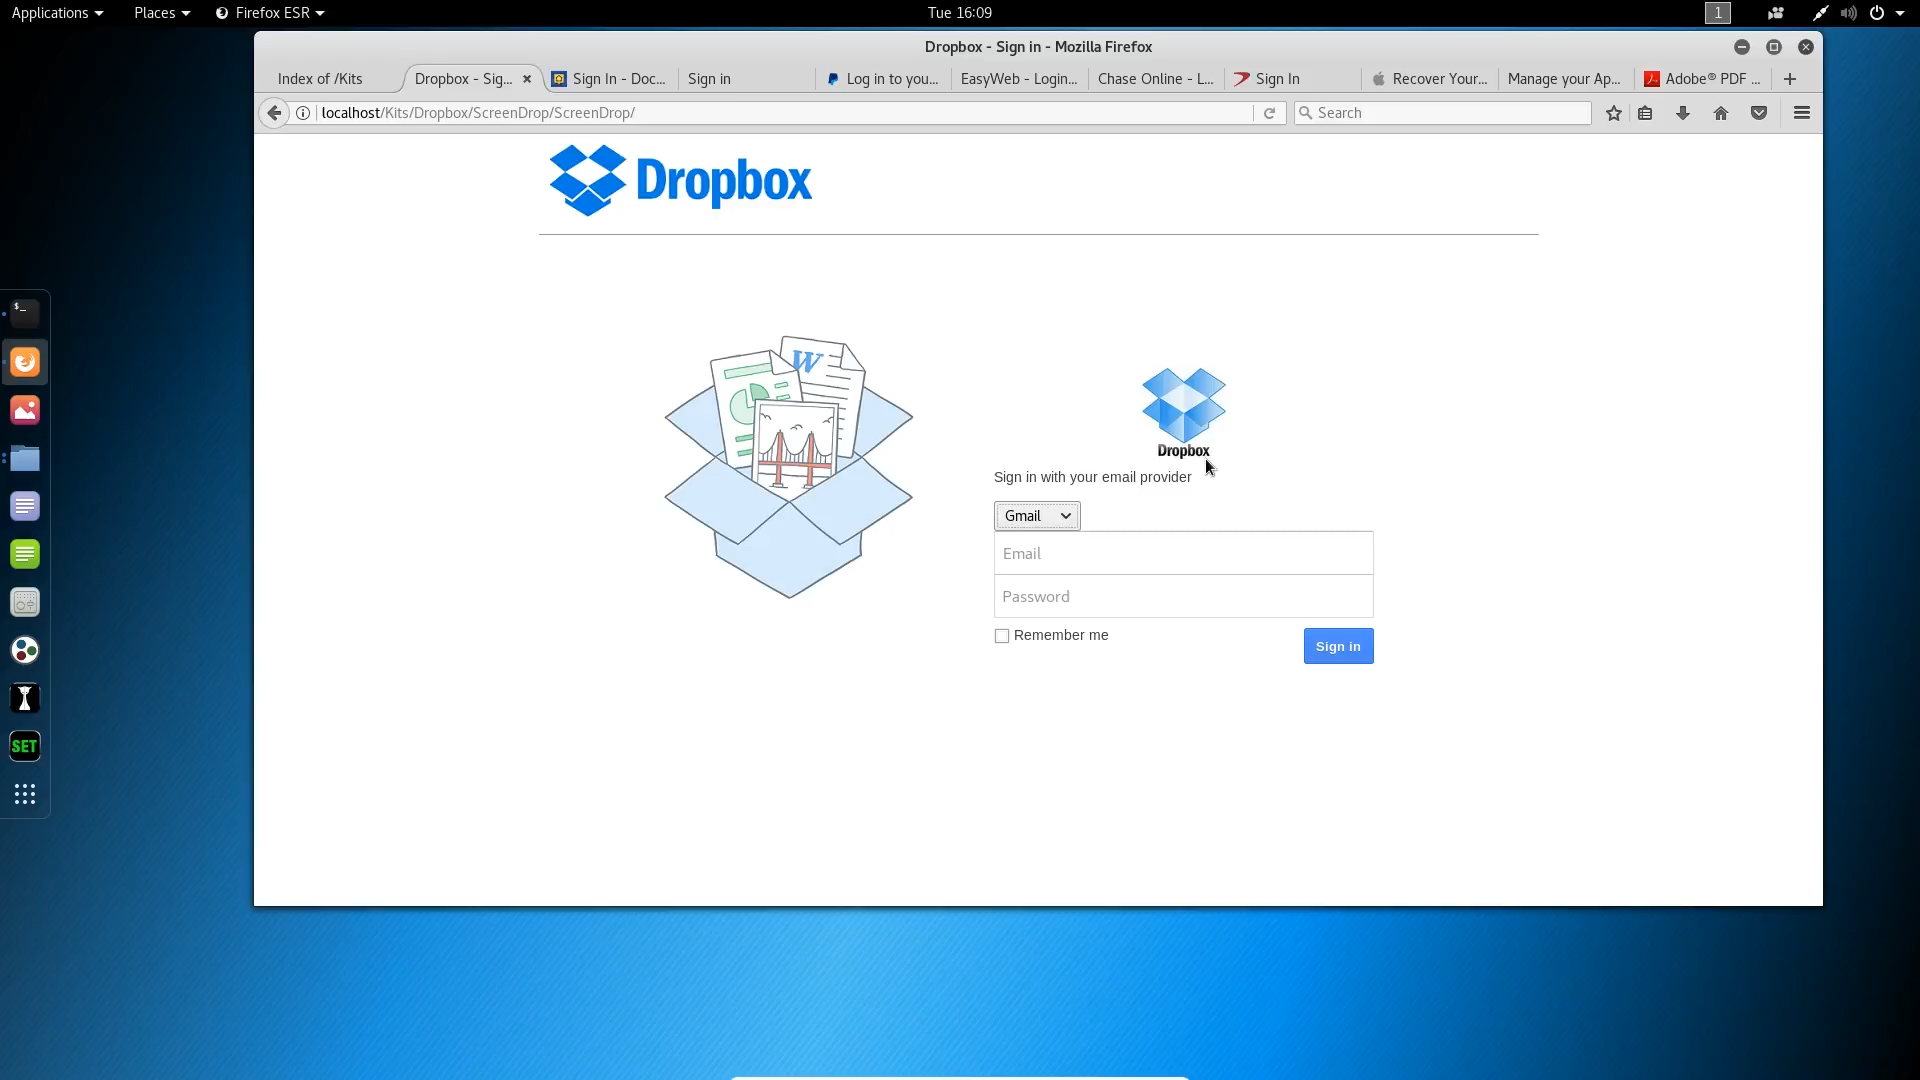 Applications Places Firefox ESR Tue 16:09 1
Dropbox - Sign in - Mozilla Firefox
Index of /Kits Dropbox - Sig... Sign In - Doc... Sign in Log in to you... EasyWeb - Login... Chase Online - L... Sign In Recover Your... Manage your Ap... Adobe® PDF ...
localhost/Kits/Dropbox/ScreenDrop/ScreenDrop/ Search
Dropbox
W
Dropbox
Sign in with your email provider
Gmail
Email
Password
Remember me
Sign in
$_
SET